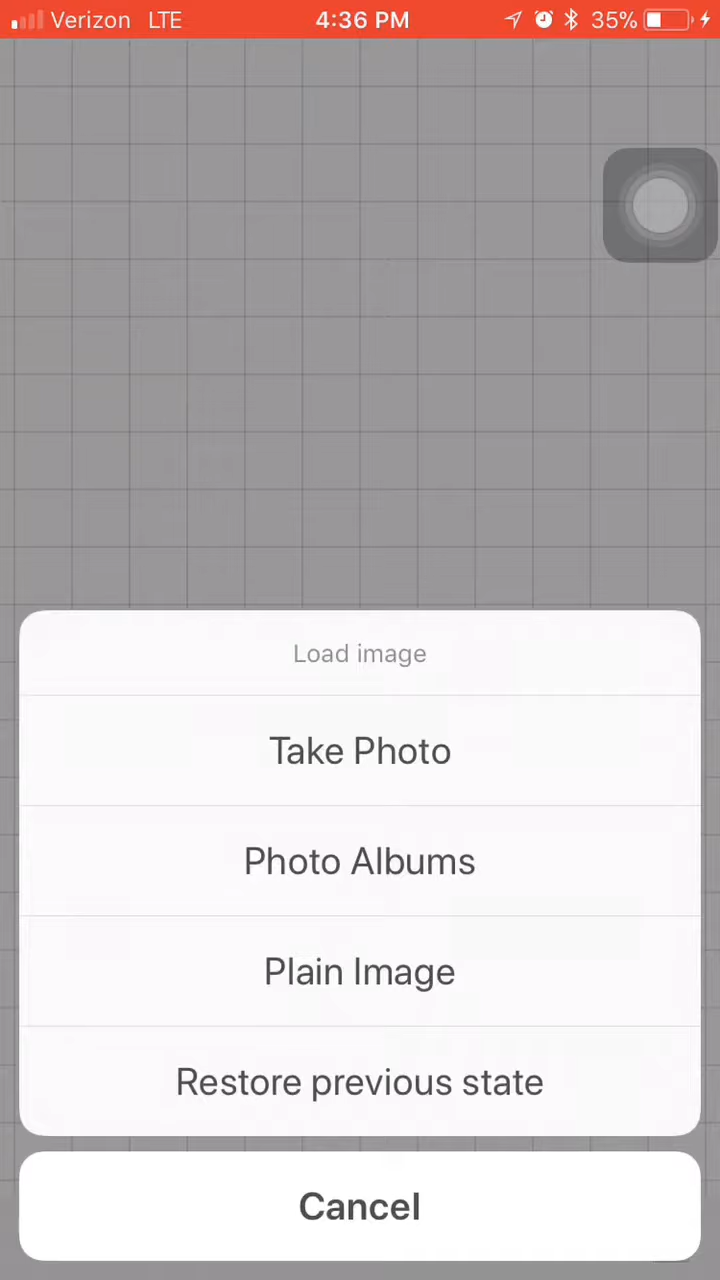 Verizon LTE 4:36 PM 35%
Load image
Take Photo
Photo Albums
Plain Image
Restore previous state
Cancel